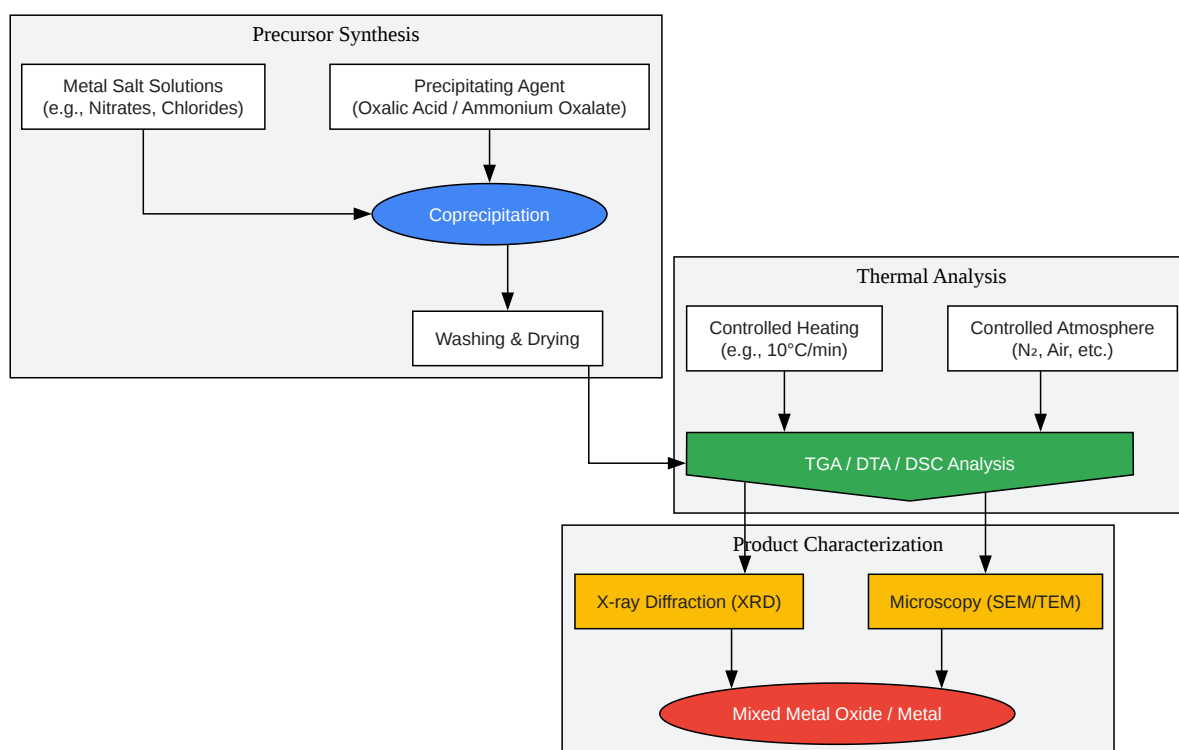 Precursor Synthesis
Metal Salt Solutions
(e.g., Nitrates, Chlorides)
Precipitating Agent
(Oxalic Acid / Ammonium Oxalate)
Coprecipitation
Washing & Drying
Thermal Analysis
Controlled Heating
(e.g., 10°C/min)
Controlled Atmosphere
(N₂, Air, etc.)
TGA / DTA / DSC Analysis
Product Characterization
X-ray Diffraction (XRD)
Microscopy (SEM/TEM)
Mixed Metal Oxide / Metal